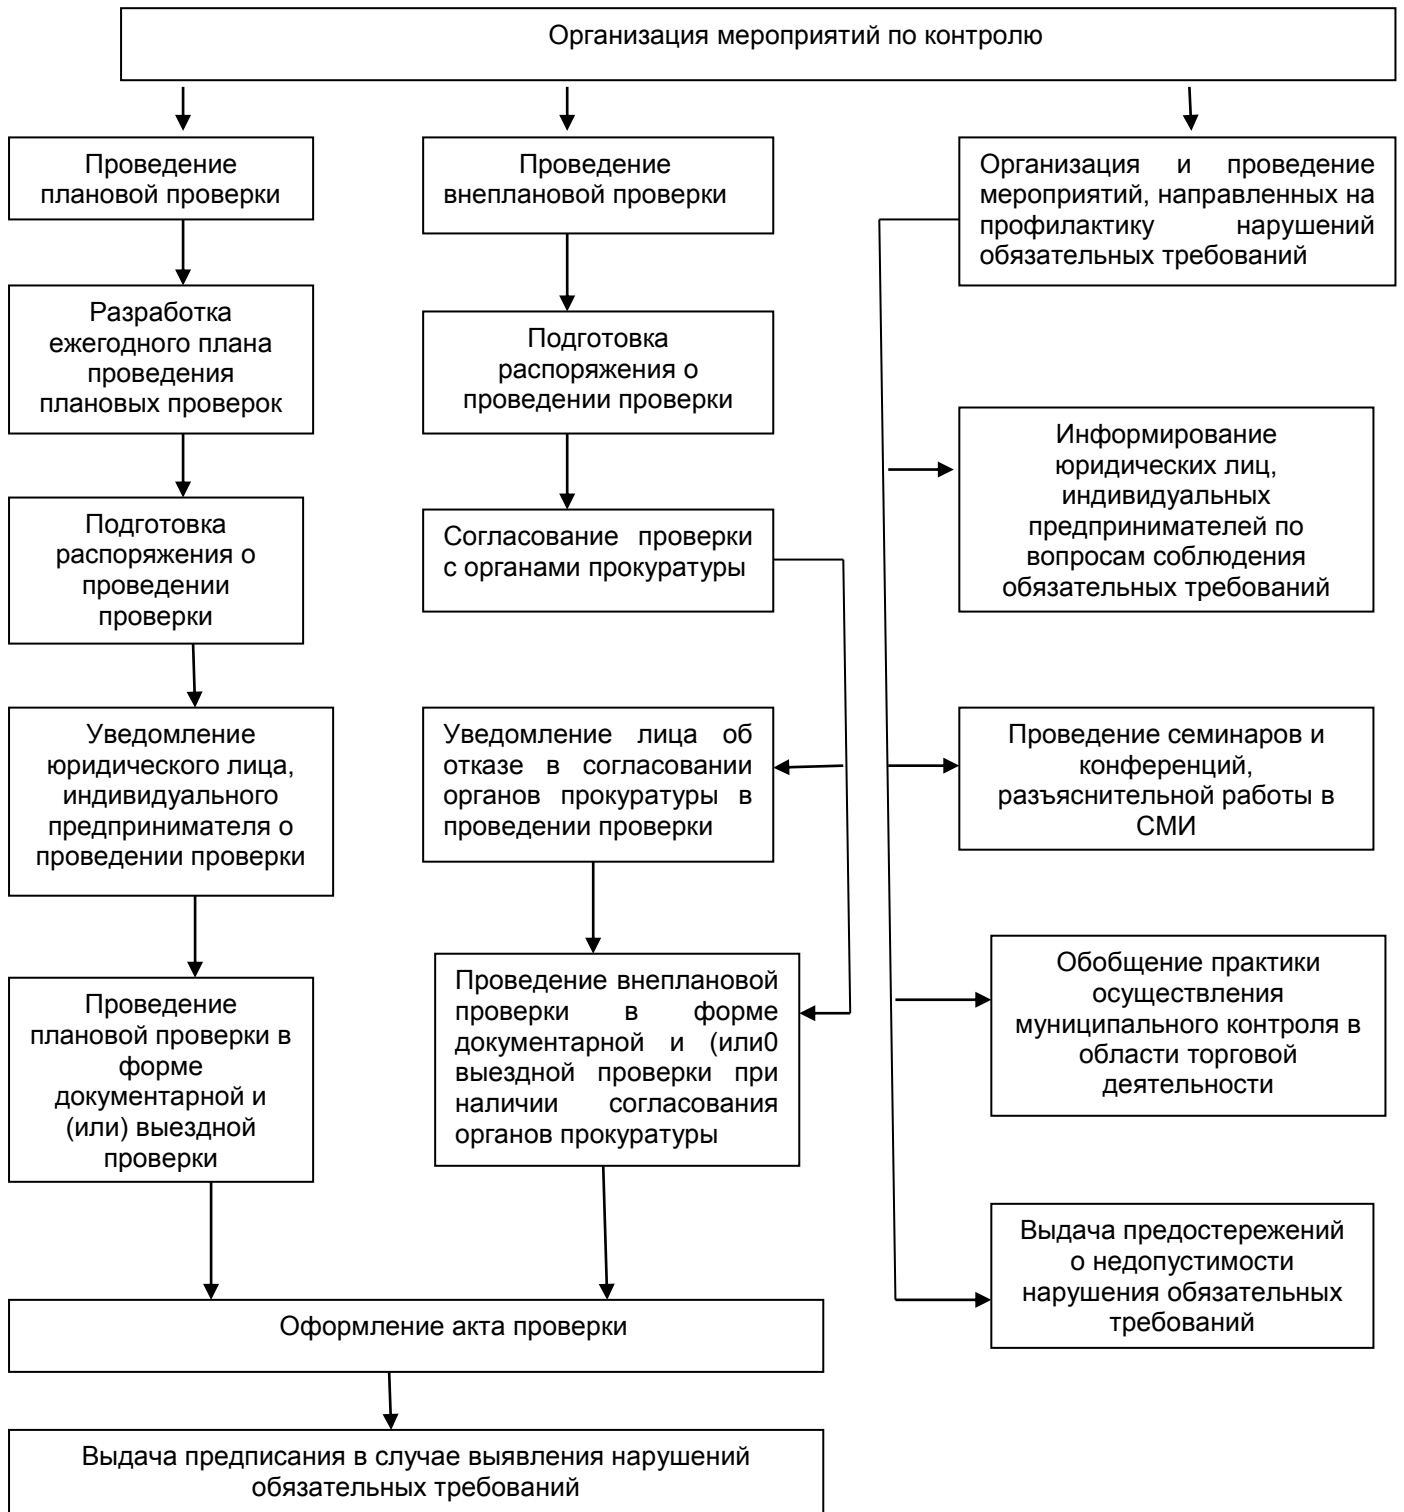 Организация мероприятий по контролю
Проведение
плановой проверки
Разработка
ежегодного плана
проведения
плановых проверок
Подготовка
распоряжения о
проведении
проверки
Уведомление
юридического лица,
индивидуального
предпринимателя о
проведении проверки
Проведение
плановой проверки в
форме
документарной и
(или) выездной
проверки
Проведение
внеплановой проверки
Подготовка
распоряжения о
проведении проверки
Согласование проверки
с органами прокуратуры
Уведомление лица об
отказе в согласовании
органов прокуратуры в
проведении проверки
Проведение внеплановой
проверки в форме
документарной и (или0
выездной проверки при
наличии согласования
органов прокуратуры
Организация и проведение
мероприятий, направленных на
профилактику нарушений
обязательных требований
Информирование
юридических лиц,
индивидуальных
предпринимателей по
вопросам соблюдения
обязательных требований
Проведение семинаров и
конференций,
разъяснительной работы в
СМИ
Обобщение практики
осуществления
муниципального контроля в
области торговой
деятельности
Выдача предостережений
о недопустимости
нарушения обязательных
требований
Оформление акта проверки
Выдача предписания в случае выявления нарушений
обязательных требований